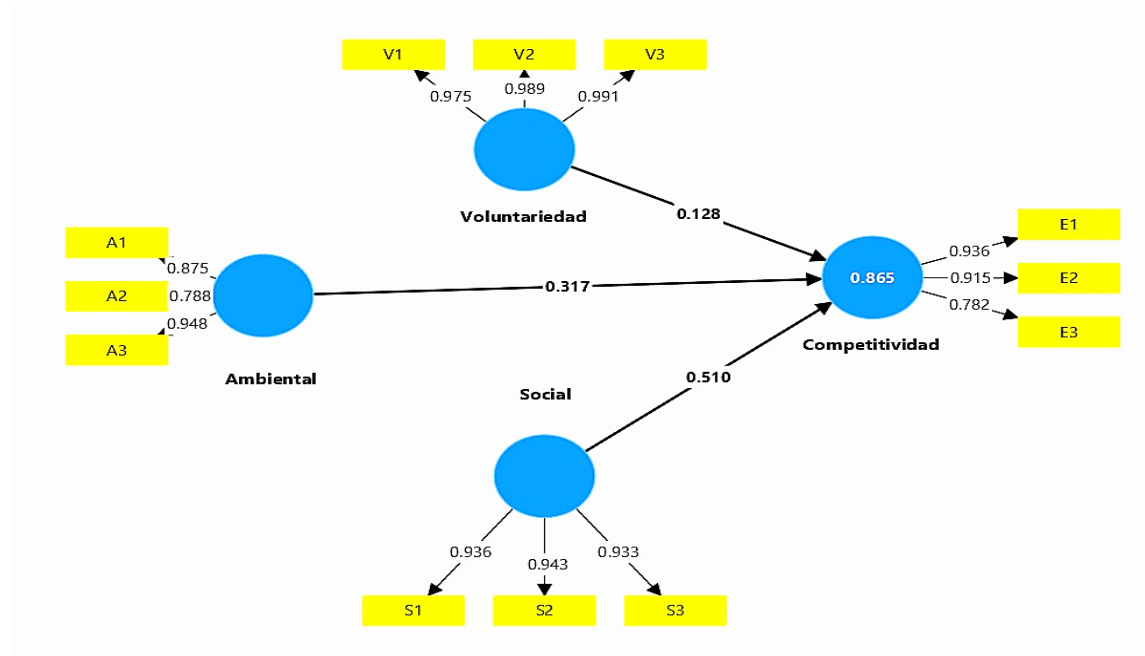 V1
V2
V3
0.975
0.989
0.991
Voluntariedad
0.128
A1
A2
A3
0.875
0.788
0.948
Ambiental
0.317
0.865
Competitividad
E1
E2
E3
0.936
0.915
0.782
Social
0.510
0.936
0.943
0.933
S1
S2
S3